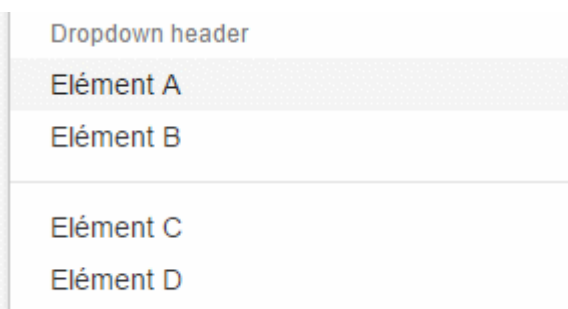 Dropdown header
Elément A
Elément B
Elément C
Elément D